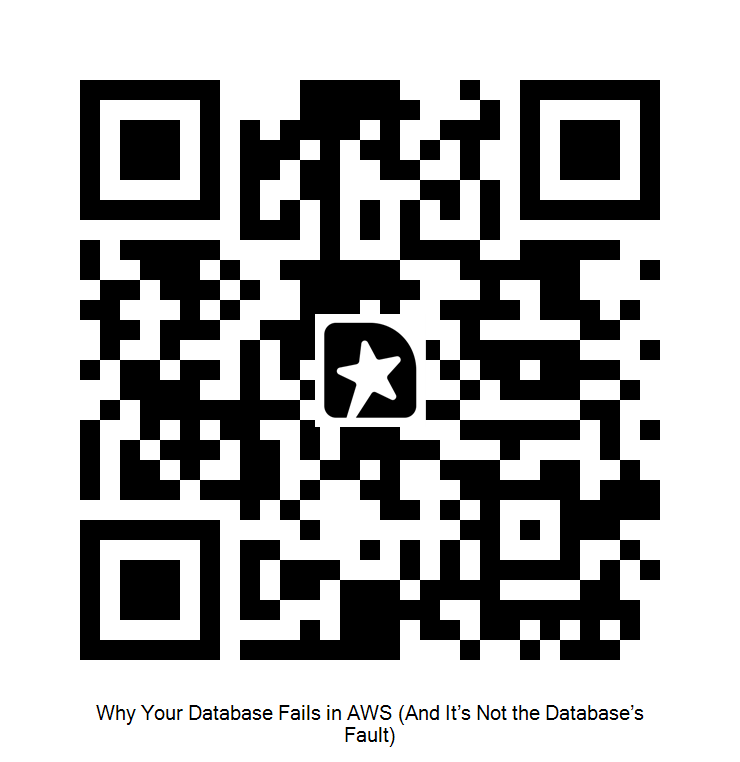 Why Your Database Fails in AWS (And It’s Not the Database’s
Fault)